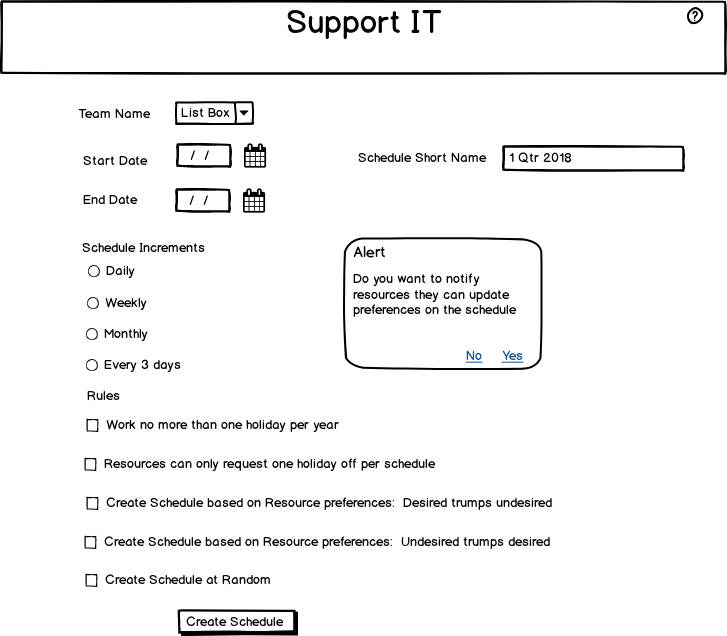 Support IT
?
Team Name List Box
Start Date / / Schedule Short Name 1 Qtr 2018
End Date / /
Schedule Increments
Daily
Weekly
Monthly
Every 3 days
Alert
Do you want to notify
resources they can update
preferences on the schedule
No Yes
Rules
Work no more than one holiday per year
Resources can only request one holiday off per schedule
Create Schedule based on Resource preferences: Desired trumps undesired
Create Schedule based on Resource preferences: Undesired trumps desired
Create Schedule at Random
Create Schedule